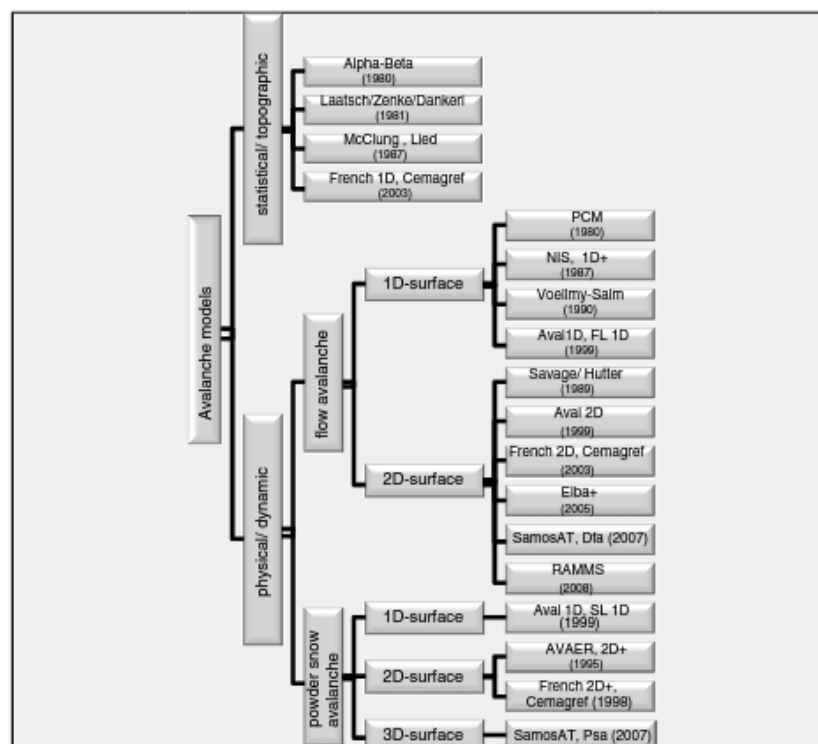 Avalanche models
statistical/ topographic
Alpha-Beta
(1980)
Laatsch/Zenke/Dankerl
(1981)
McClung , Lied
(1987)
French 1D, Cemagref
(2003)
physical/ dynamic
flow avalanche
1D-surface
PCM
(1980)
NIS, 1D+
(1987)
Voellmy-Salm
(1990)
Aval1D, FL 1D
(1999)
2D-surface
Savage/ Hutter
(1989)
Aval 2D
(1999)
French 2D, Cemagref
(2003)
Elba+
(2005)
SamosAT, Dfa (2007)
RAMMS
(2008)
powder snow
avalanche
1D-surface
Aval 1D, SL 1D
(1999)
2D-surface
AVAER, 2D+
(1995)
French 2D+,
Cemagref (1998)
3D-surface
SamosAT, Psa (2007)